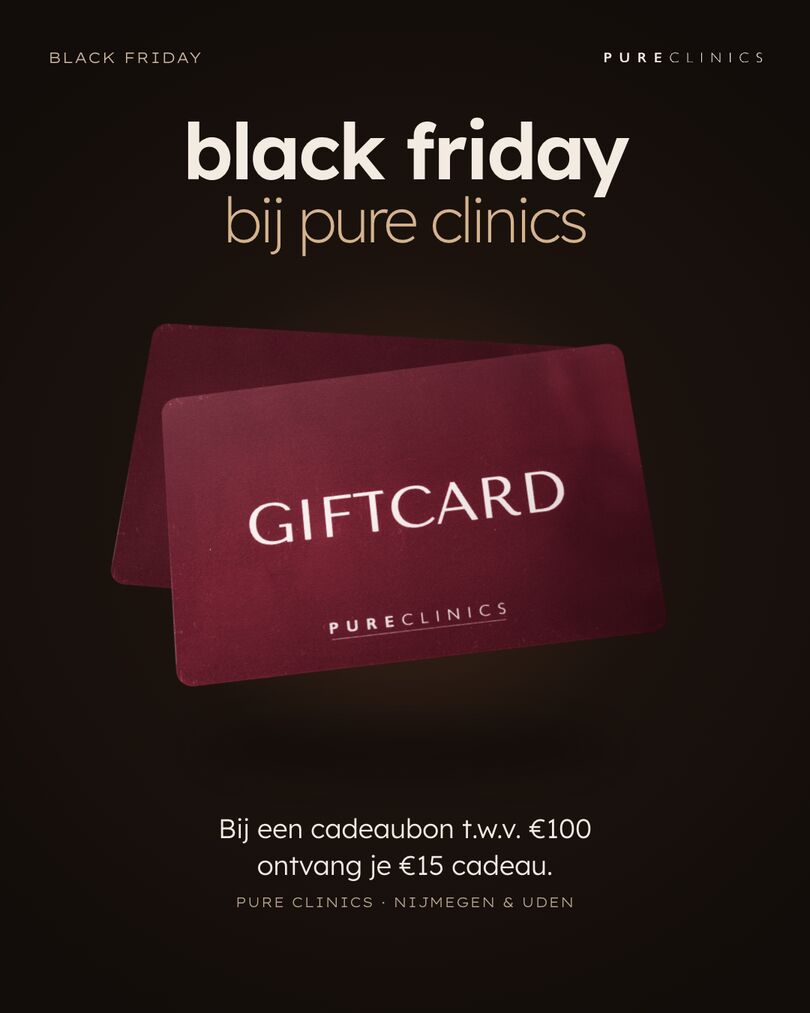 BLACK FRIDAY
PURECLINICS
black friday
bij pure clinics
GIFTCARD
PURECLINICS
Bij een cadeaubon t.w.v. €100
ontvang je €15 cadeau.
PURE CLINICS · NIJMEGEN & UDEN